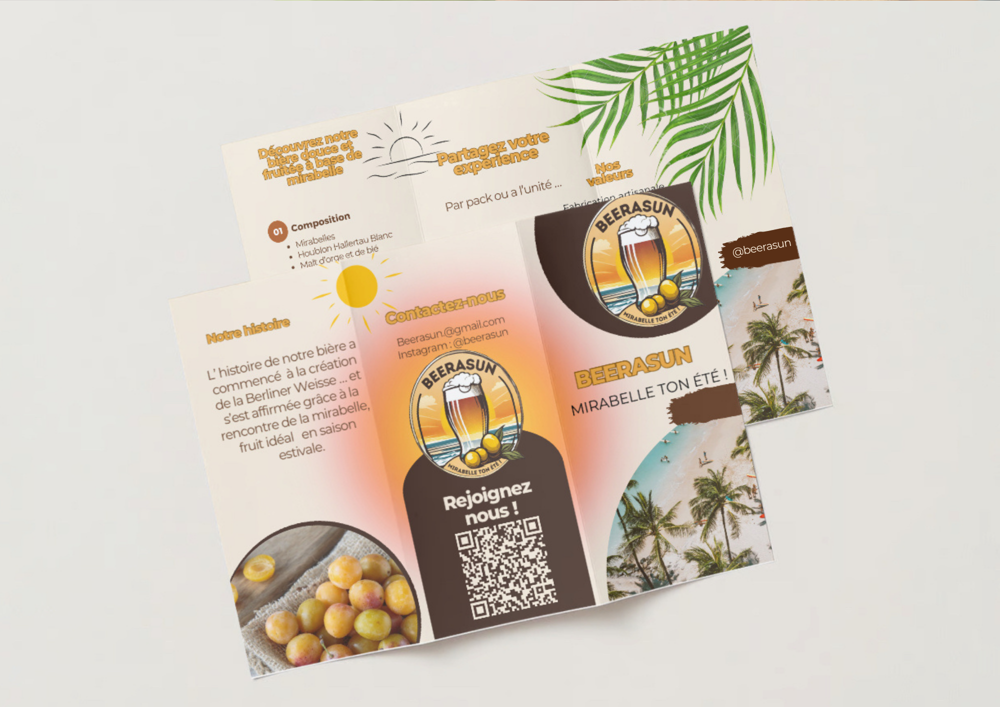 Découvrez notre
bière douce et
fruitée à base de
mirabelle
01
Composition
Mirabelles
Houblon Hallertau Blanc
Malt d'orge et de blé
Partagez votre
experience
Par pack ou a l'unité ...
Nos
valeurs
Fabrication artisanale
@beerasun
Notre histoire
L' histoire de notre bière a
commencé à la création
de la Berliner Weisse ... et
s'est affirmée grâce à la
rencontre de la mirabelle,
fruit idéal en saison
estivale.
Contactez-nous
Beerasun.@gmail.com
Instagram : @beerasun
BEERASUN
MIRABELLE TON ÉTÉ !
Rejoignez
nous !
BEERASUN
MIRABELLE TON ÉTÉ !
BEERASUN
MIRABELLE TON ÉTÉ !